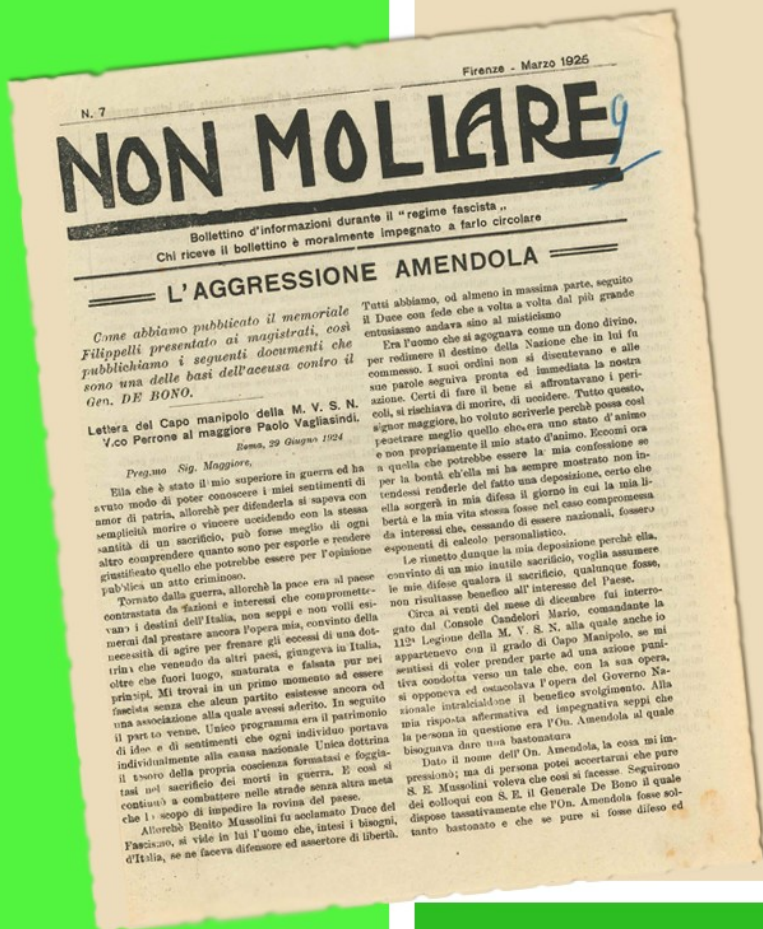 N. 7
Firenze - Marzo 1925
NON MOLLARE
9
Bollettino d'informazioni durante il "regime fascista„
Chi riceve il bollettino è moralmente impegnato a farlo circolare
L'AGGRESSIONE AMENDOLA
Come abbiamo pubblicato il memoriale
Filippelli presentato ai magistrati, così
pubblichiamo i seguenti documenti che
sono una delle basi dell'aceusa contro il
Gen. DE BONO.
Lettera del Capo manipolo della M. V. S. N.
V.co Perrone al maggiore Paolo Vagliasindi.
Roma, 29 Giugno 1924
Preg.mo Sig. Maggiore,
Ella che è stato il mio superiore in guerra ed ha
avuto modo di poter conoscere i miei sentimenti di
amor di patria, allorchè per difenderla si sapeva con
semplicità morire o vincere uccidendo con la stessa
santità di un sacrificio, può forse meglio di ogni
altro comprendere quanto sono per esporle e rendere
giustificato quello che potrebbe essere per l'opinione
pubblica un atto criminoso.
Tornato dalla guerra, allorchè la pace era al paese
contrastata da fazioni e interessi che compromette-
vano i destini dell'Italia, non seppi e non volli esi-
mermi dal prestare ancora l'opera mia, convinto della
necessità di agire per frenare gli eccessi di una dot-
trina che venendo da altri paesi, giungeva in Italia,
oltre che fuori luogo, snaturata e falsata pur nei
principi. Mi trovai in un primo momento ad essere
fascista senza che alcun partito esistesse ancora od
una associazione alla quale avessi aderito. In seguito
il partito venne. Unico programma era il patrimonio
di idee e di sentimenti che ogni individuo portava
individualmente alla causa nazionale Unica dottrina
il tesoro della propria coscienza formatasi e foggia-
tasi nel sacrificio dei morti in guerra. E così si
continuò a combattere nelle strade senza altra meta
che lo scopo di impedire la rovina del paese.
Allorchè Benito Mussolini fu acclamato Duce del
Fascismo, si vide in lui l'uomo che, intesi i bisogni,
d'Italia, se ne faceva difensore ed assertore di libertà.
Tutti abbiamo, od almeno in massima parte, seguito
il Duce con fede che a volta a volta dal più grande
entusiasmo andava sino al misticismo
Era l'uomo che si agognava come un dono divino,
per redimere il destino della Nazione che in lui fu
commesso. I suoi ordini non si discutevano e alle
sue parole seguiva pronta ed immediata la nostra
azione. Certi di fare il bene si affrontavano i peri-
coli, si rischiava di morire, di uccidere. Tutto questo,
signor maggiore, ho voluto scriverle perchè possa così
penetrare meglio quello che era uno stato d'animo
e non propriamente il mio stato d'animo. Eccomi ora
a quella che potrebbe essere la mia confessione se
per la bontà ch'ella mi ha sempre mostrato non in-
tendessi renderle del fatto una deposizione, certo che
ella sorgerà in mia difesa il giorno in cui la mia li-
bertà e la mia vita stessa fosse nel caso compromessa
da interessi che, cessando di essere nazionali, fossero
esponenti di calcolo personalistico.
Le rimetto dunque la mia deposizione perchè ella,
convinto di un mio inutile sacrificio, voglia assumere
le mie difese qualora il sacrificio, qualunque fosse,
non risultasse benefico all'interesse del Paese.
Circa ai venti del mese di dicembre fui interro-
gato dal Console Candelori Mario, comandante la
112ª Legione della M. V. S. N. alla quale anche io
appartenevo con il grado di Capo Manipolo, se mi
sentissi di voler prender parte ad una azione puni-
tiva condotta verso un tale che, con la sua opera,
si opponeva ed ostacolava l'opera del Governo Na-
zionale intralcialdone il benefico svolgimento. Alla
mia risposta affermativa ed impegnativa seppi che
la persona in questione era l'On. Amendola al quale
bisognava dare una bastonatura
Dato il nome dell'On. Amendola, la cosa mi im-
pressionò; ma di persona potei accertarmi che pure
S. E. Mussolini voleva che così si facesse. Seguirono
dei colloqui con S. E. il Generale De Bono il quale
dispose tassativamente che l'On. Amendola fosse sol-
tanto bastonato e che se pure si fosse difeso ed